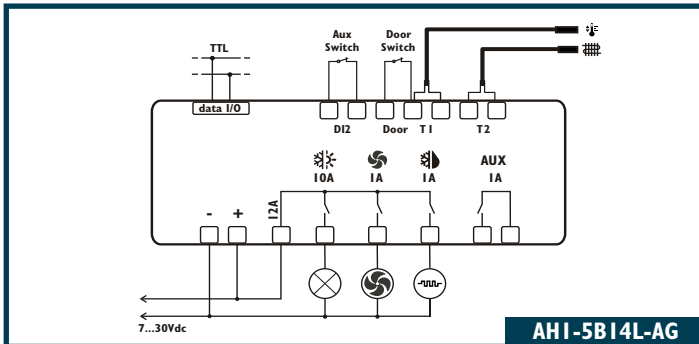 Aux Door
Switch Switch
TTL
data I/O
DI2 Door T1 T2
AUX
10A 1A 1A 1A
12A
- +
7...30Vdc
AH1-5B14L-AG